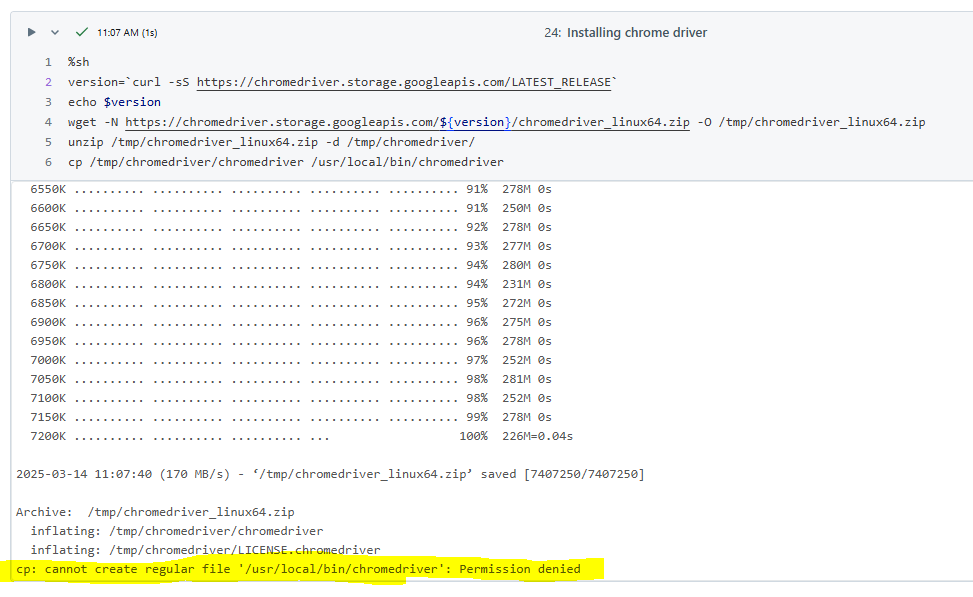 11:07 AM (1s)
24: Installing chrome driver
1 %sh
2 version=`curl -sS https://chromedriver.storage.googleapis.com/LATEST_RELEASE`
3 echo $version
4 wget -N https://chromedriver.storage.googleapis.com/${version}/chromedriver_linux64.zip -O /tmp/chromedriver_linux64.zip
5 unzip /tmp/chromedriver_linux64.zip -d /tmp/chromedriver/
6 cp /tmp/chromedriver/chromedriver /usr/local/bin/chromedriver
6550K .......... .......... .......... .......... .......... 91% 278M 0s
6600K .......... .......... .......... .......... .......... 91% 250M 0s
6650K .......... .......... .......... .......... .......... 92% 278M 0s
6700K .......... .......... .......... .......... .......... 93% 277M 0s
6750K .......... .......... .......... .......... .......... 94% 280M 0s
6800K .......... .......... .......... .......... .......... 94% 231M 0s
6850K .......... .......... .......... .......... .......... 95% 272M 0s
6900K .......... .......... .......... .......... .......... 96% 275M 0s
6950K .......... .......... .......... .......... .......... 96% 278M 0s
7000K .......... .......... .......... .......... .......... 97% 252M 0s
7050K .......... .......... .......... .......... .......... 98% 281M 0s
7100K .......... .......... .......... .......... .......... 98% 252M 0s
7150K .......... .......... .......... .......... .......... 99% 278M 0s
7200K .......... .......... .......... ... 100% 226M=0.04s
2025-03-14 11:07:40 (170 MB/s) - ‘/tmp/chromedriver_linux64.zip’ saved [7407250/7407250]
Archive: /tmp/chromedriver_linux64.zip
inflating: /tmp/chromedriver/chromedriver
inflating: /tmp/chromedriver/LICENSE.chromedriver
cp: cannot create regular file '/usr/local/bin/chromedriver': Permission denied